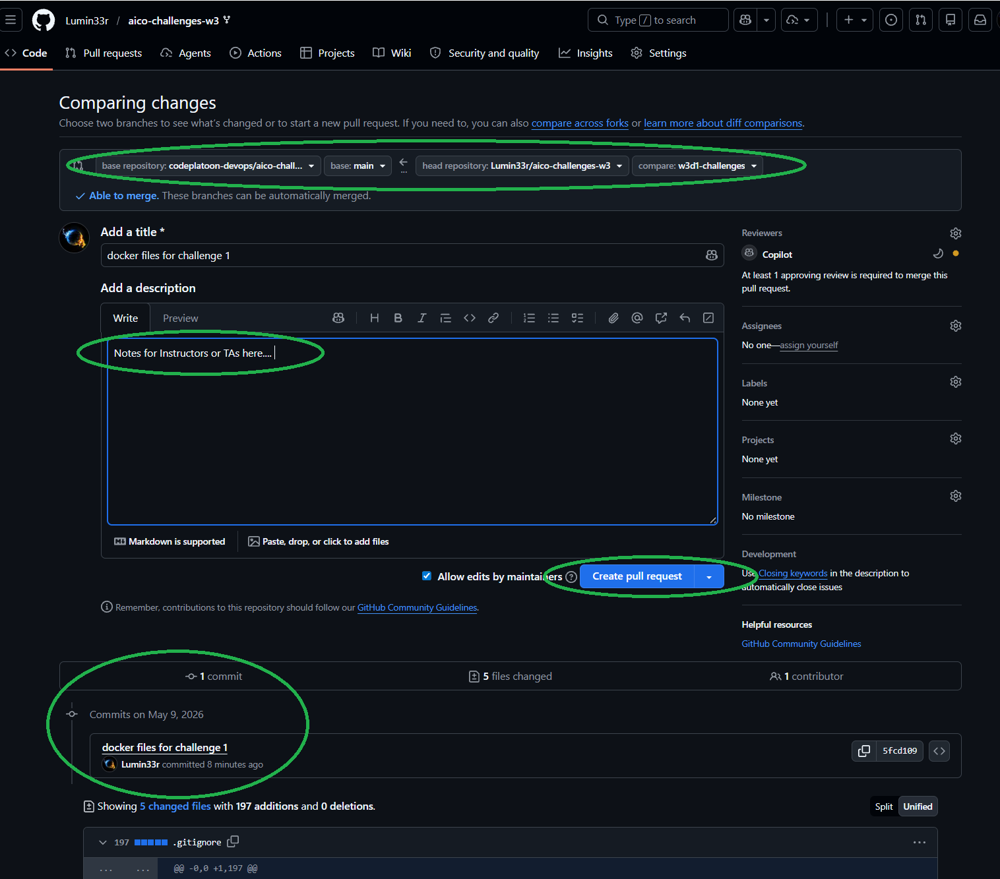 Lumin33r / aico-challenges-w3
Type / to search
Code Pull requests Agents Actions Projects Wiki Security and quality Insights Settings
Comparing changes
Choose two branches to see what's changed or to start a new pull request. If you need to, you can also compare across forks or learn more about diff comparisons.
base repository: codeplatoon-devops/aico-chall... base: main head repository: Lumin33r/aico-challenges-w3 compare: w3d1-challenges
Able to merge. These branches can be automatically merged.
Add a title *
docker files for challenge 1
Add a description
Write Preview
Notes for Instructors or TAs here....
Markdown is supported Paste, drop, or click to add files
Allow edits by maintainers Create pull request
Remember, contributions to this repository should follow our GitHub Community Guidelines.
Reviewers
Copilot
At least 1 approving review is required to merge this
pull request.
Assignees
No one—assign yourself
Labels
None yet
Projects
None yet
Milestone
No milestone
Development
Use Closing keywords in the description to
automatically close issues
Helpful resources
GitHub Community Guidelines
1 commit 5 files changed 1 contributor
Commits on May 9, 2026
docker files for challenge 1
Lumin33r committed 8 minutes ago
5fcd109
Showing 5 changed files with 197 additions and 0 deletions.
Split Unified
197 .gitignore
... ... @@ -0,0 +1,197 @@